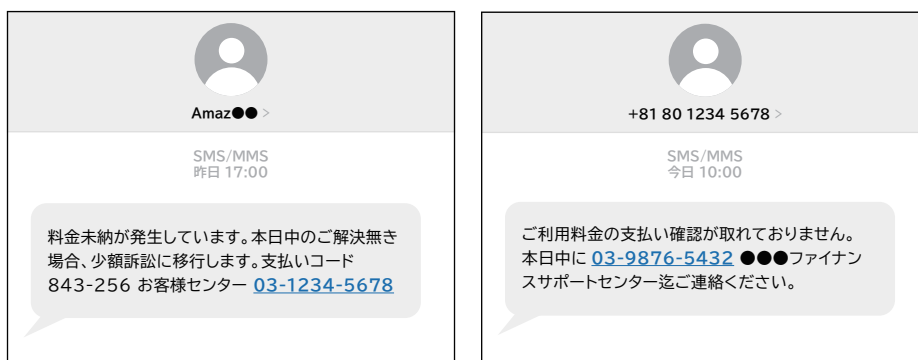 Amaz●● >
SMS/MMS
昨日 17:00
料金未納が発生しています。本日中のご解決無き
場合、少額訴訟に移行します。支払いコード
843-256 お客様センター 03-1234-5678
+81 80 1234 5678 >
SMS/MMS
今日 10:00
ご利用料金の支払い確認が取れておりません。
本日中に 03-9876-5432 ●●●ファイナン
スサポートセンター迄ご連絡ください。